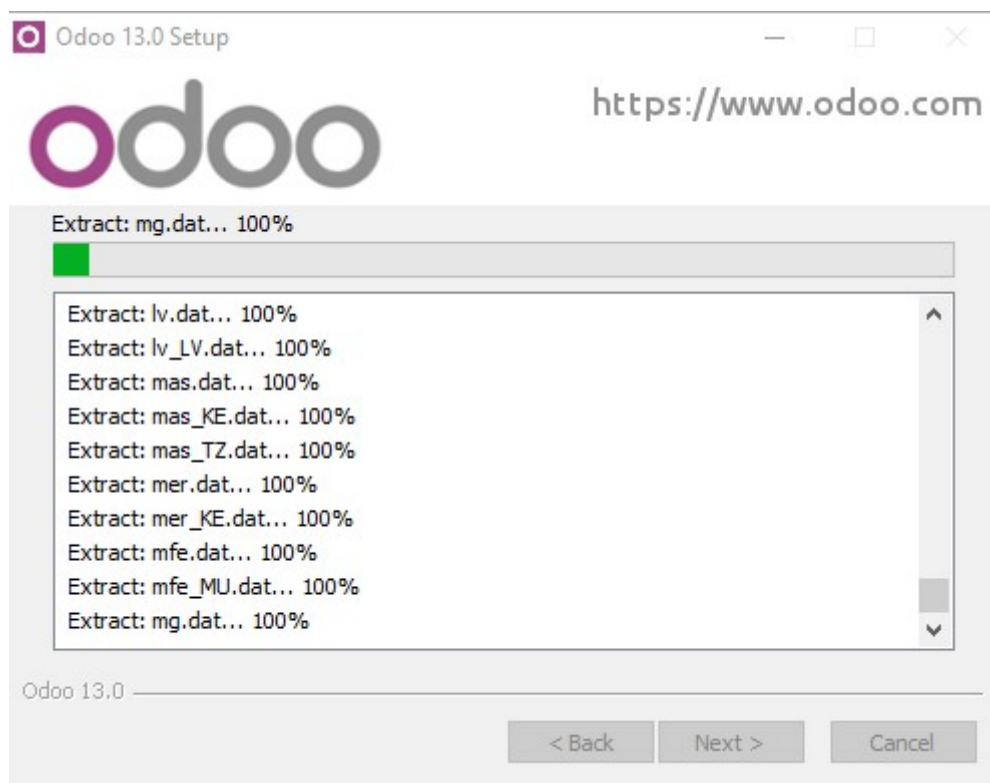 Odoo 13.0 Setup
odoo
https://www.odoo.com
Extract: mg.dat... 100%
Extract: lv.dat... 100%
Extract: lv_LV.dat... 100%
Extract: mas.dat... 100%
Extract: mas_KE.dat... 100%
Extract: mas_TZ.dat... 100%
Extract: mer.dat... 100%
Extract: mer_KE.dat... 100%
Extract: mfe.dat... 100%
Extract: mfe_MU.dat... 100%
Extract: mg.dat... 100%
Odoo 13.0
< Back Next > Cancel